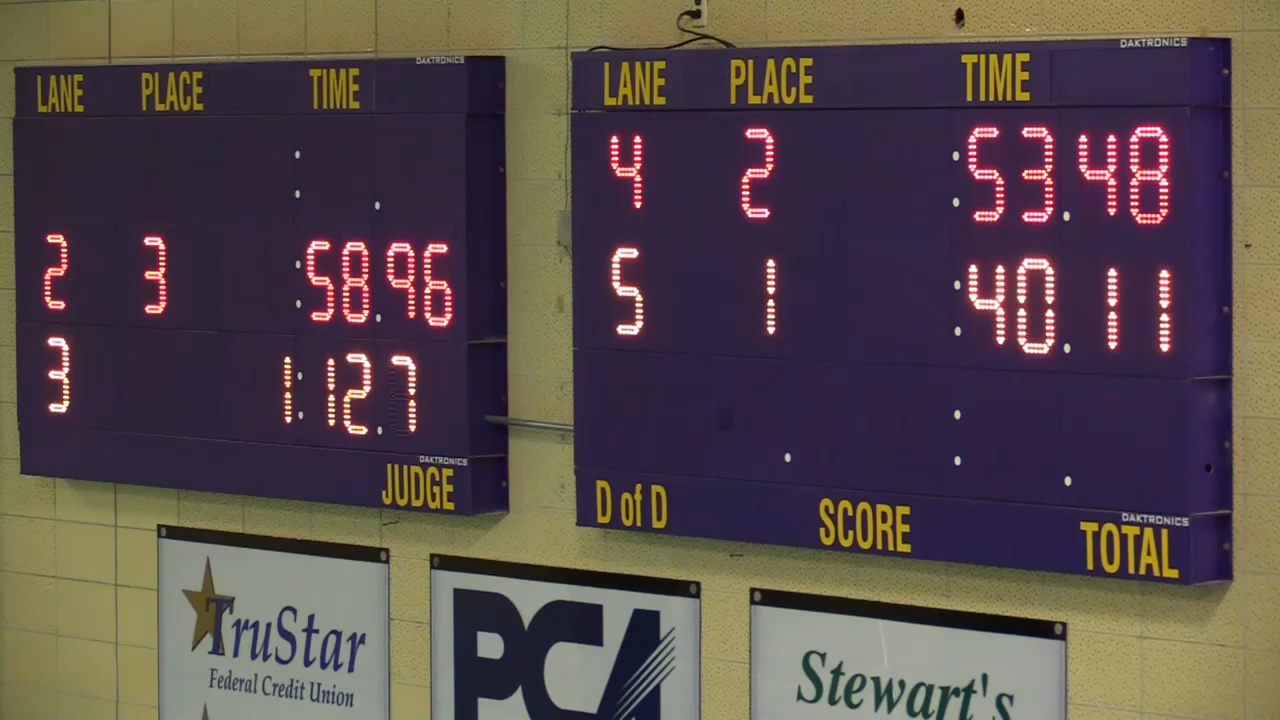 DAKTRONICS
LANE PLACE TIME
2 3 :58.96
3 1:12.7
DAKTRONICS
JUDGE
DAKTRONICS
LANE PLACE TIME
4 2 :53.48
5 1 :40.11
DAKTRONICS
D of D SCORE TOTAL
TruStar
Federal Credit Union
PCA
Stewart's